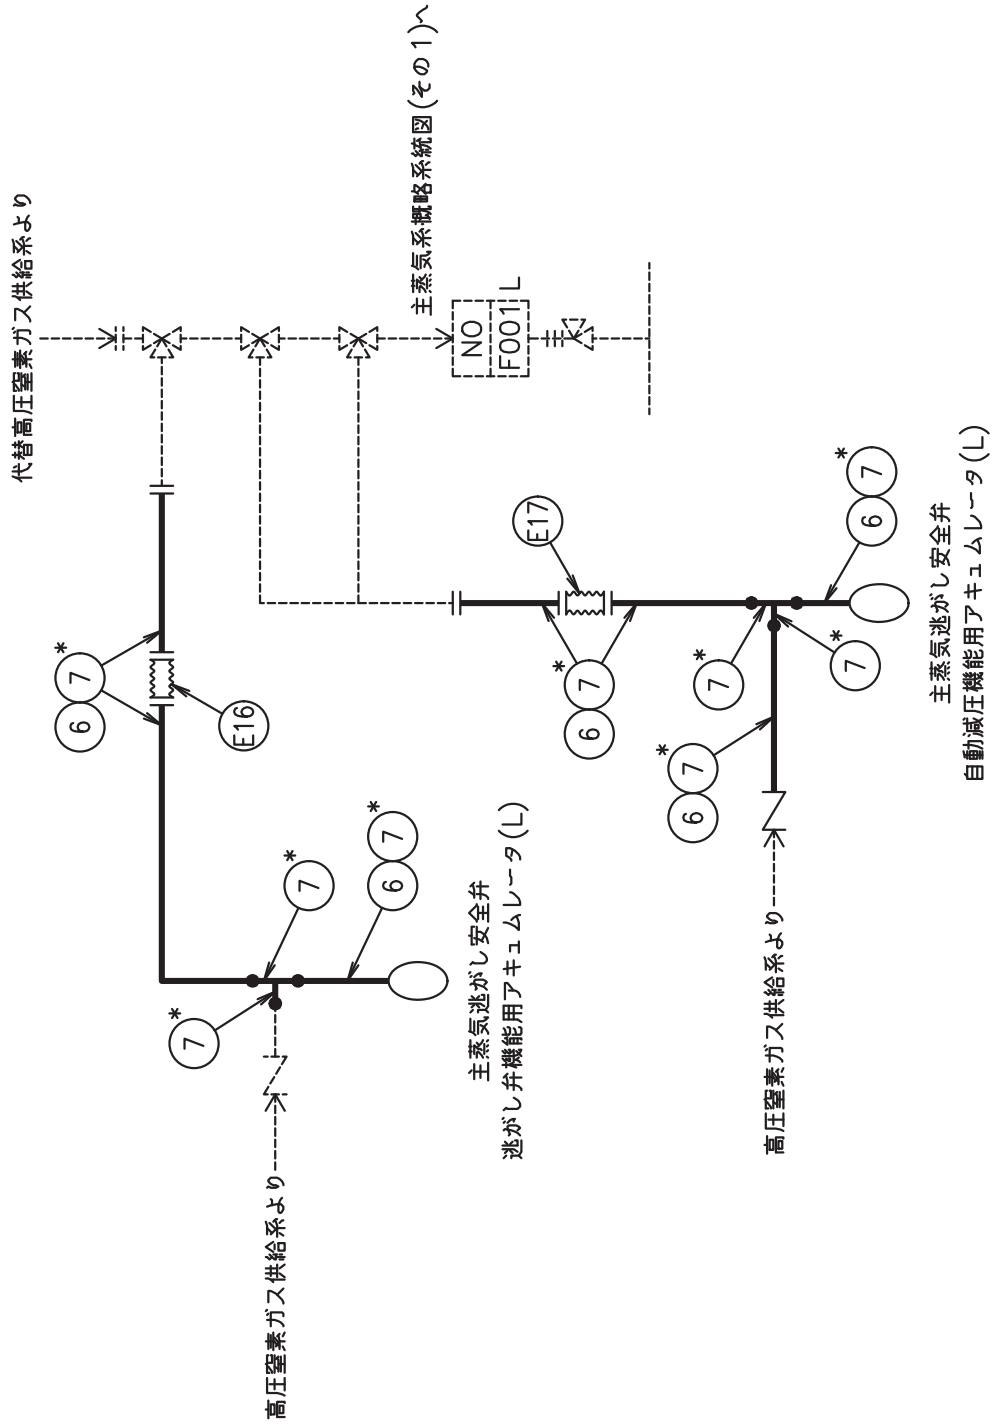 代替高圧窒素ガス供給系より
6 7*
7*
E16
高圧窒素ガス供給系より
7*
6 7*
主蒸気系概略系統図(その1)へ
NO
F001L
主蒸気逃がし安全弁
逃がし弁機能用アキュムレータ(L)
E17
6 7*
6 7*
7*
高圧窒素ガス供給系より
7*
6 7*
主蒸気逃がし安全弁
自動減圧機能用アキュムレータ(L)